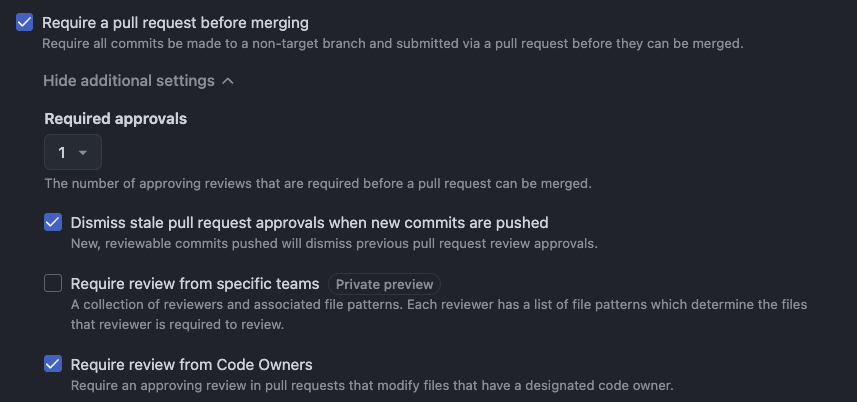 Require a pull request before merging
Require all commits be made to a non-target branch and submitted via a pull request before they can be merged.
Hide additional settings
Required approvals
1
The number of approving reviews that are required before a pull request can be merged.
Dismiss stale pull request approvals when new commits are pushed
New, reviewable commits pushed will dismiss previous pull request review approvals.
Require review from specific teams Private preview
A collection of reviewers and associated file patterns. Each reviewer has a list of file patterns which determine the files
that reviewer is required to review.
Require review from Code Owners
Require an approving review in pull requests that modify files that have a designated code owner.